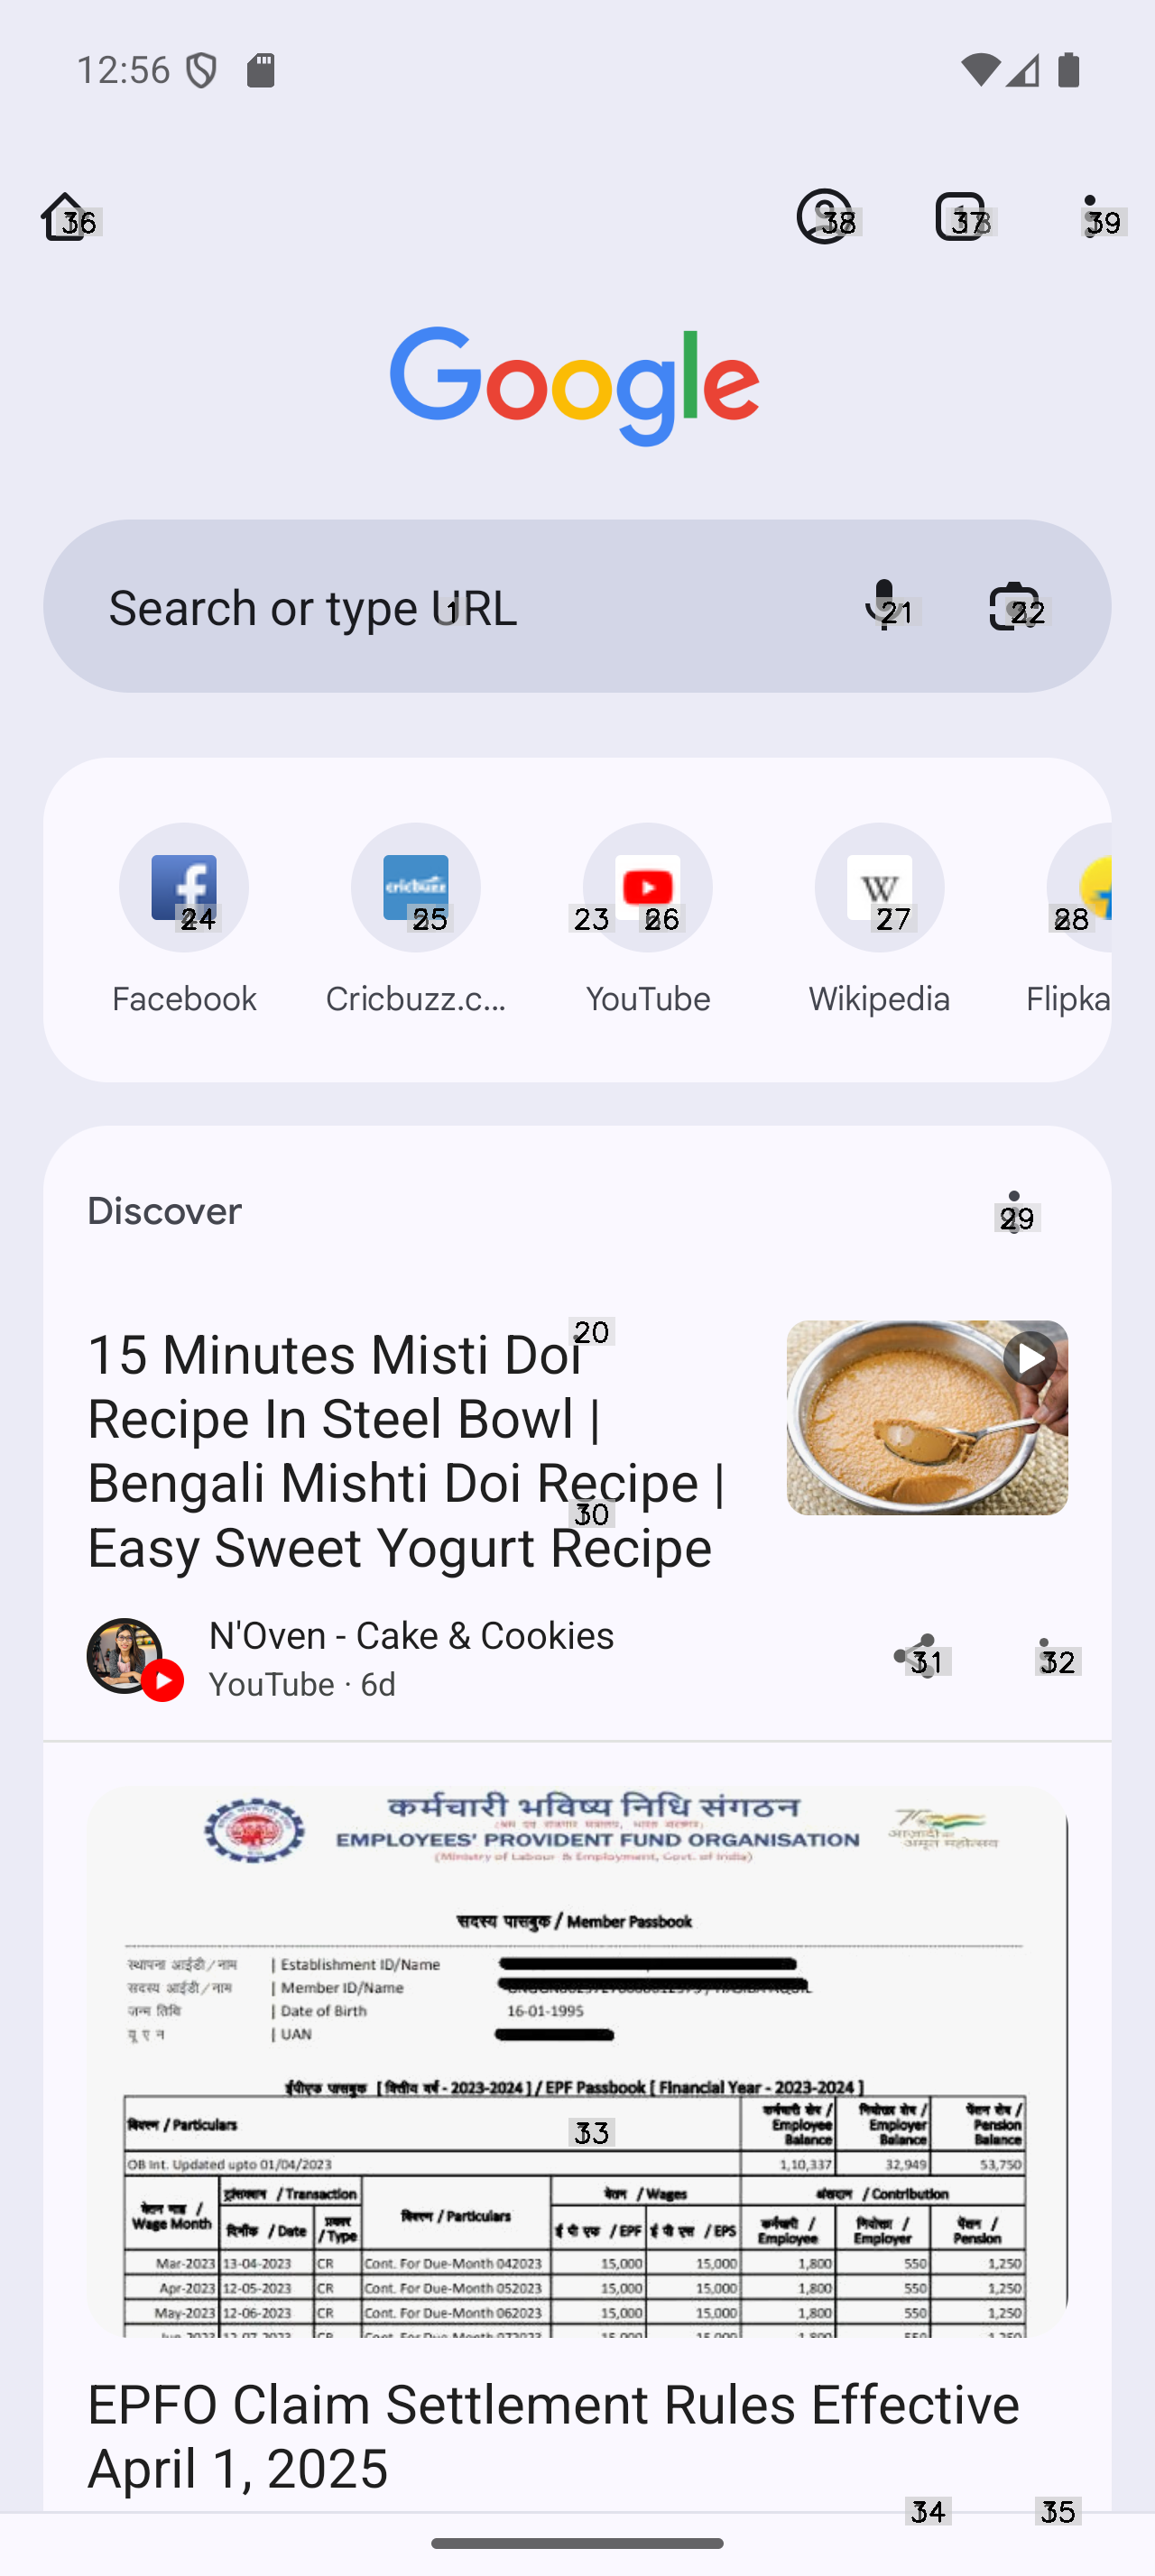 12:56
36
38
37
39
Google
Search or type URL
1
21
22
24
25
23
26
27
28
Facebook
Cricbuzz.c...
YouTube
Wikipedia
Flipka
Discover
29
20
15 Minutes Misti Doi
Recipe In Steel Bowl |
Bengali Mishti Doi Recipe |
30
Easy Sweet Yogurt Recipe
N'Oven - Cake & Cookies
YouTube · 6d
31
32
कर्मचारी भविष्य निधि संगठन
EMPLOYEES' PROVIDENT FUND ORGANISATION
(Ministry of Labour & Employment, Govt. of India)
सदस्य पासबुक / Member Passbook
स्थापना आईडी/नाम | Establishment ID/Name
सदस्य आईडी/नाम | Member ID/Name
जन्म तिथि | Date of Birth 16-01-1995
यू ए न | UAN
ईपीएफ पासबुक [ वित्तीय वर्ष - 2023-2024 ] / EPF Passbook [ Financial Year - 2023-2024 ]
विवरण / Particulars
Employee Balance
Employer Balance
Pension Balance
33
OB Int. Updated upto 01/04/2023 1,10,337 32,949 53,750
Wage Month
/ Transaction
/ Particulars
वेतन / Wages
अंशदान / Contribution
दिनांक / Date
/ Type
ई पी एफ / EPF
ई पी एस / EPS
कर्मचारी / Employee
नियोक्ता / Employer
पेंशन / Pension
Mar-2023 13-04-2023 CR Cont. For Due-Month 042023 15,000 15,000 1,800 550 1,250
Apr-2023 12-05-2023 CR Cont. For Due-Month 052023 15,000 15,000 1,800 550 1,250
May-2023 12-06-2023 CR Cont. For Due-Month 062023 15,000 15,000 1,800 550 1,250
EPFO Claim Settlement Rules Effective
April 1, 2025
34
35